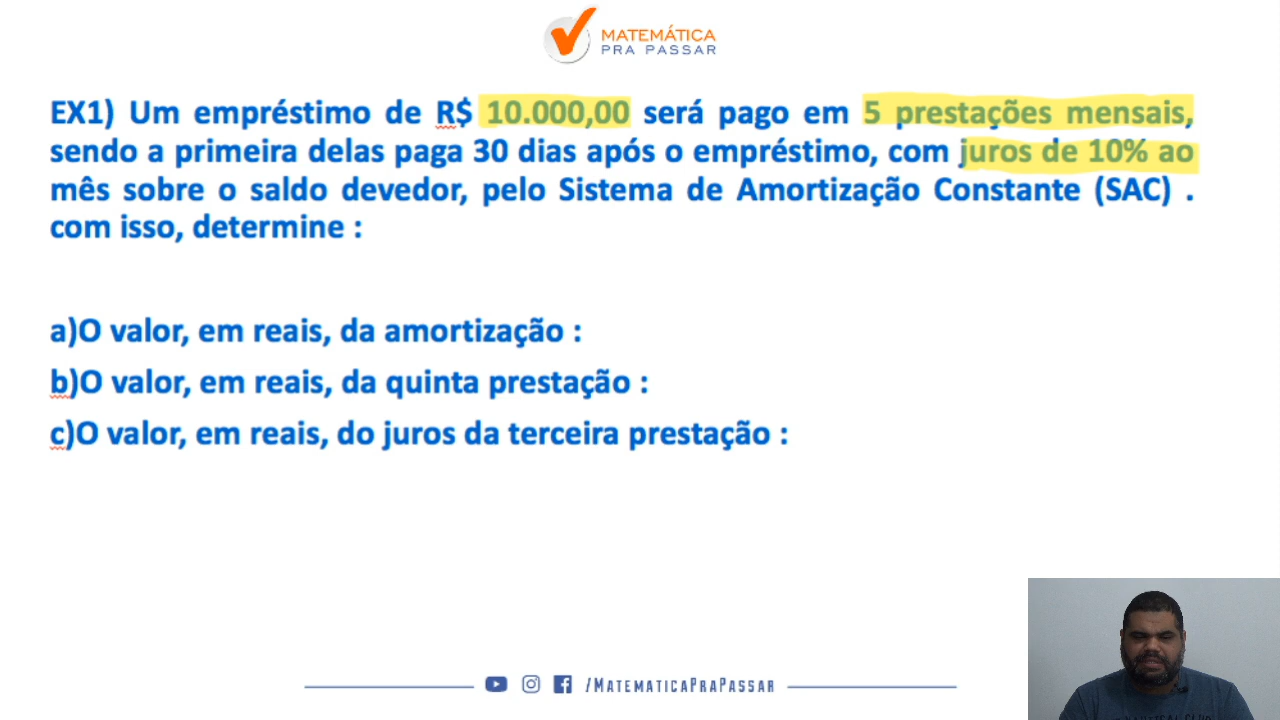 MATEMÁTICA
PRA PASSAR
EX1) Um empréstimo de R$ 10.000,00 será pago em 5 prestações mensais,
sendo a primeira delas paga 30 dias após o empréstimo, com juros de 10% ao
mês sobre o saldo devedor, pelo Sistema de Amortização Constante (SAC) .
com isso, determine :
a)O valor, em reais, da amortização :
b)O valor, em reais, da quinta prestação :
c)O valor, em reais, do juros da terceira prestação :
/MATEMATICAPRAPASSAR